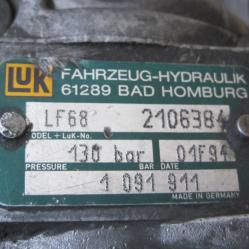 LuK FAHRZEUG-HYDRAULIK
61289 BAD HOMBURG
LF68 2106384
MODEL + LuK-No.
130 bar 01F94
PRESSURE BAR DATE
1 091 911
MADE IN GERMANY